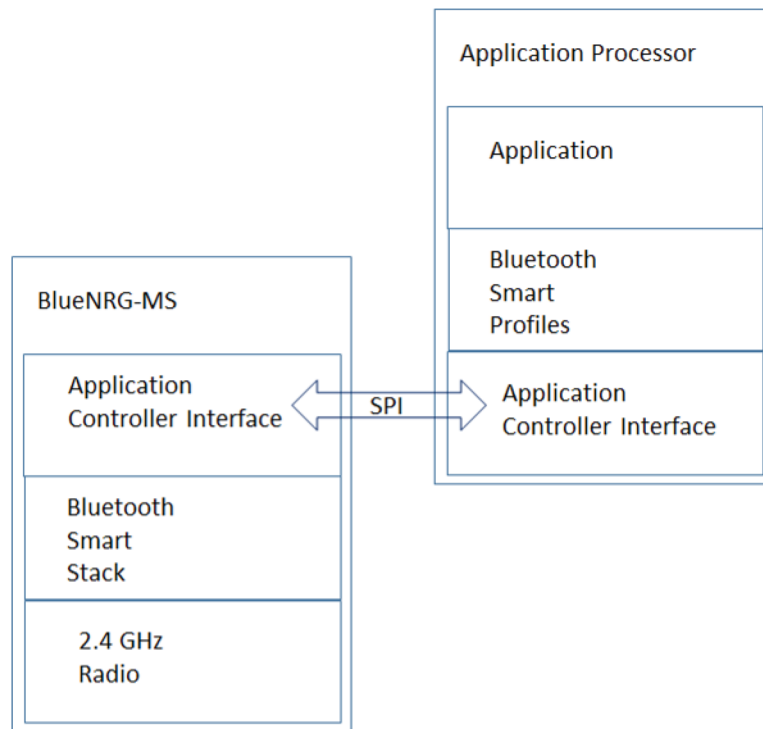 Application Processor
Application
Bluetooth
Smart
Profiles
Application
Controller Interface
BlueNRG-MS
Application
Controller Interface
SPI
Bluetooth
Smart
Stack
2.4 GHz
Radio